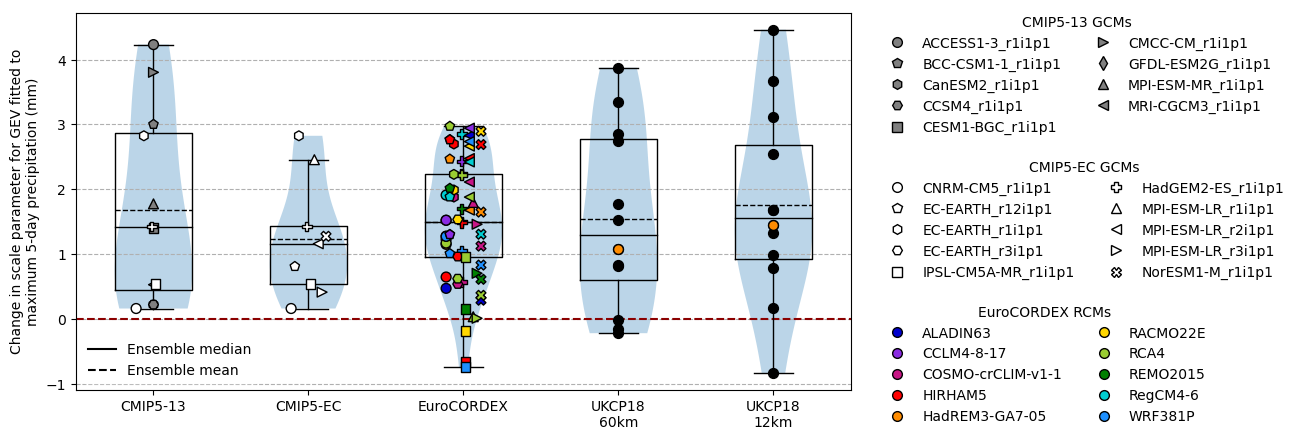 Change in scale parameter for GEV fitted to
maximum 5-day precipitation (mm)
4
3
2
1
0
−1
Ensemble median
Ensemble mean
CMIP5-13
CMIP5-EC
EuroCORDEX
UKCP18
60km
UKCP18
12km
CMIP5-13 GCMs
ACCESS1-3_r1i1p1
BCC-CSM1-1_r1i1p1
CanESM2_r1i1p1
CCSM4_r1i1p1
CESM1-BGC_r1i1p1
CMCC-CM_r1i1p1
GFDL-ESM2G_r1i1p1
MPI-ESM-MR_r1i1p1
MRI-CGCM3_r1i1p1
CMIP5-EC GCMs
CNRM-CM5_r1i1p1
EC-EARTH_r12i1p1
EC-EARTH_r1i1p1
EC-EARTH_r3i1p1
IPSL-CM5A-MR_r1i1p1
HadGEM2-ES_r1i1p1
MPI-ESM-LR_r1i1p1
MPI-ESM-LR_r2i1p1
MPI-ESM-LR_r3i1p1
NorESM1-M_r1i1p1
EuroCORDEX RCMs
ALADIN63
CCLM4-8-17
COSMO-crCLIM-v1-1
HIRHAM5
HadREM3-GA7-05
RACMO22E
RCA4
REMO2015
RegCM4-6
WRF381P